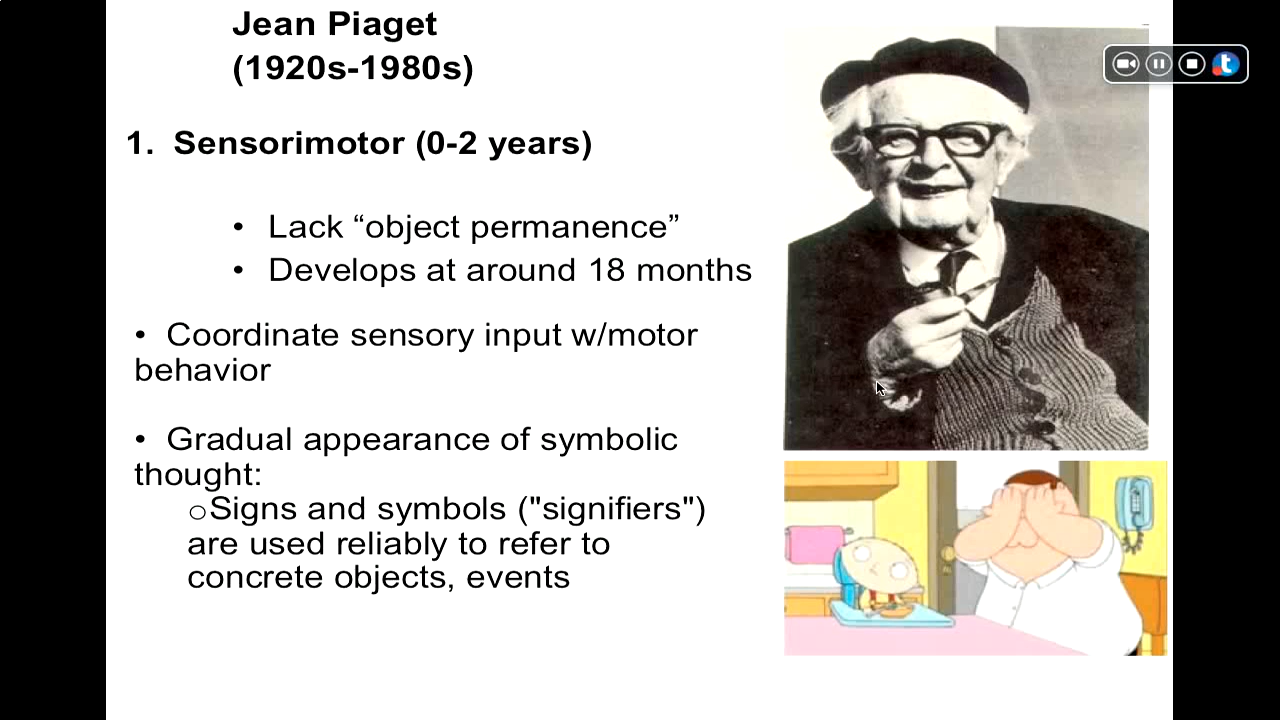 Jean Piaget
(1920s-1980s)
1. Sensorimotor (0-2 years)
• Lack “object permanence”
• Develops at around 18 months
• Coordinate sensory input w/motor
behavior
• Gradual appearance of symbolic
thought:
oSigns and symbols ("signifiers")
are used reliably to refer to
concrete objects, events
t